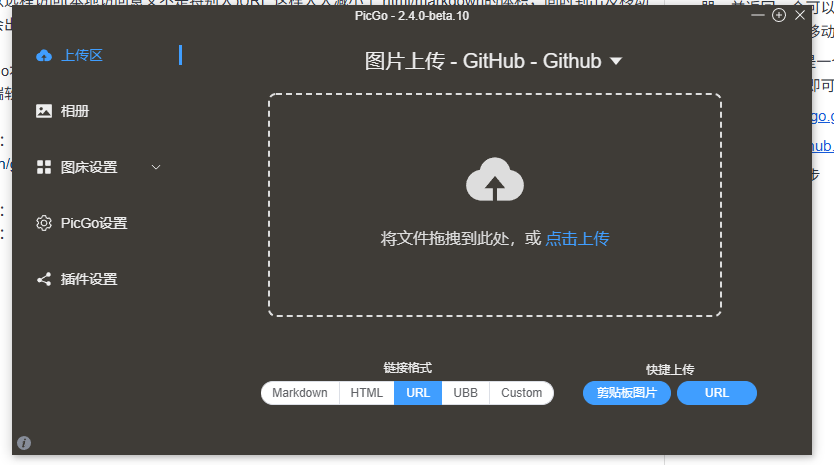 PicGo - 2.4.0-beta.10
上传区
相册
图床设置
PicGo设置
插件设置
图片上传 - GitHub - Github
将文件拖拽到此处，或 点击上传
链接格式
Markdown HTML URL UBB Custom
快捷上传
剪贴板图片 URL